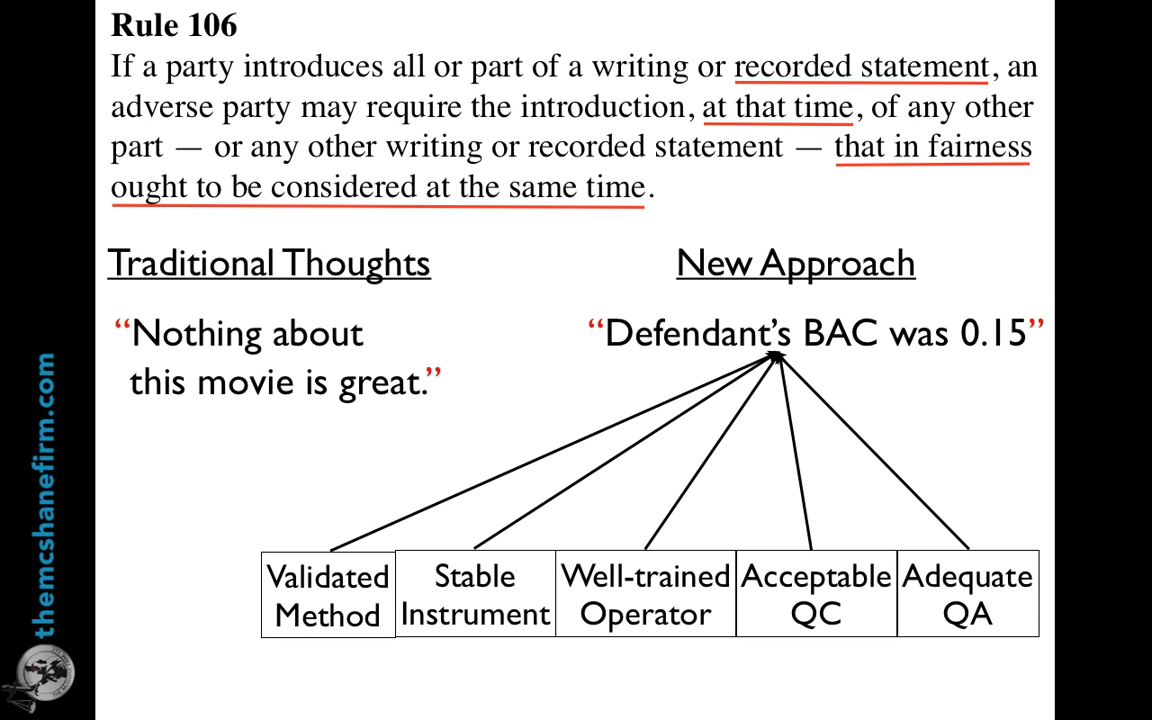 Rule 106
If a party introduces all or part of a writing or recorded statement, an
adverse party may require the introduction, at that time, of any other
part — or any other writing or recorded statement — that in fairness
ought to be considered at the same time.
Traditional Thoughts
New Approach
“Nothing about
this movie is great.”
“Defendant’s BAC was 0.15”
Validated
Method
Stable
Instrument
Well-trained
Operator
Acceptable
QC
Adequate
QA
themcshanefirm.com